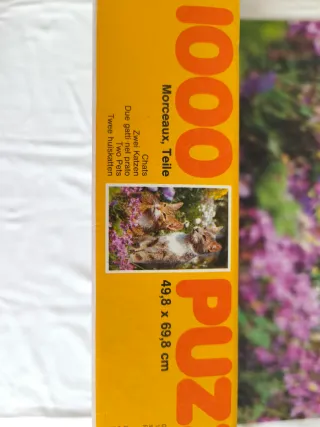 1000 PUZ
Morceaux, Teile
49,8 x 69,8 cm
Chats
Zwei Katzen
Due gatti nel prato
Two Pets
Twee huiskatten